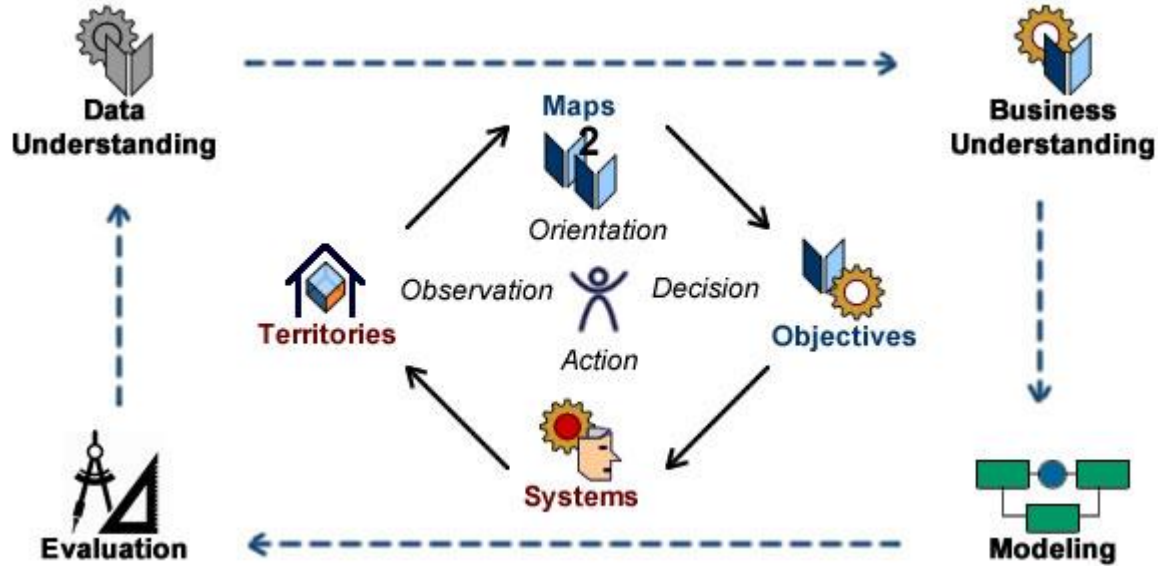 Data
Understanding
Business
Understanding
Maps
2
Orientation
Observation
Decision
Territories
Objectives
Action
Systems
Evaluation
Modeling